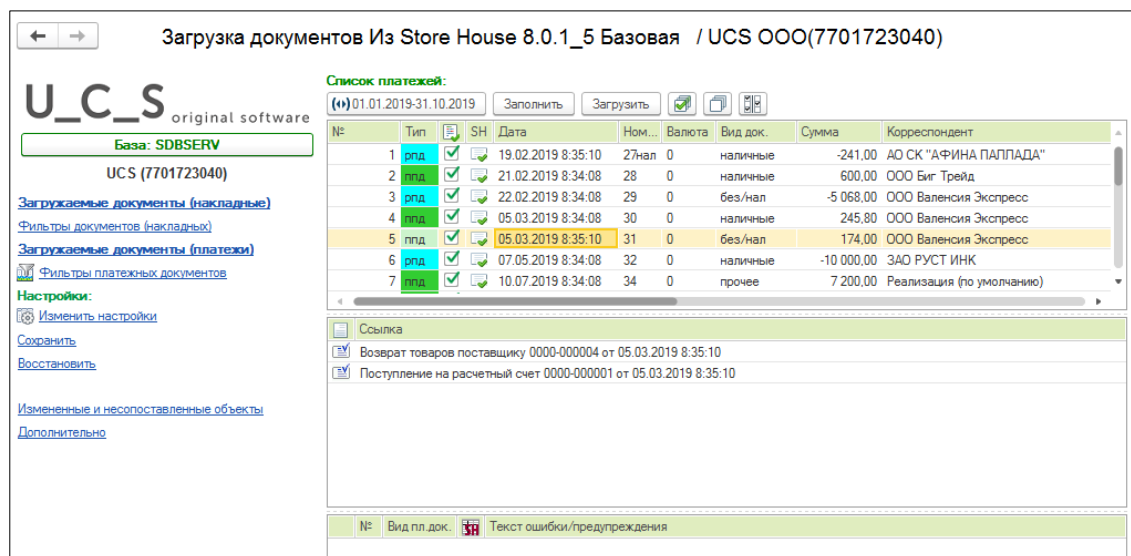 Загрузка документов Из Store House 8.0.1_5 Базовая / UCS ООО(7701723040)
U_C_S original software
База: SDBSERV
UCS (7701723040)
Загружаемые документы (накладные)
Фильтры документов (накладных)
Загружаемые документы (платежи)
Фильтры платежных документов
Настройки:
Изменить настройки
Сохранить
Восстановить
Измененные и несопоставленные объекты
Дополнительно
Список платежей:
01.01.2019-31.10.2019 Заполнить Загрузить
№ Тип SH Дата Ном... Валюта Вид док. Сумма Корреспондент
1 рпд 19.02.2019 8:35:10 27нал 0 наличные -241,00 АО СК "АФИНА ПАЛЛАДА"
2 ппд 21.02.2019 8:34:08 28 0 наличные 600,00 ООО Биг Трейд
3 рпд 22.02.2019 8:34:08 29 0 без/нал -5 068,00 ООО Валенсия Экспресс
4 ппд 05.03.2019 8:34:08 30 0 наличные 245,80 ООО Валенсия Экспресс
5 ппд 05.03.2019 8:35:10 31 0 без/нал 174,00 ООО Валенсия Экспресс
6 рпд 07.05.2019 8:34:08 32 0 наличные -10 000,00 ЗАО РУСТ ИНК
7 ппд 10.07.2019 8:34:08 34 0 прочее 7 200,00 Реализация (по умолчанию)
Ссылка
Возврат товаров поставщику 0000-000004 от 05.03.2019 8:35:10
Поступление на расчетный счет 0000-000001 от 05.03.2019 8:35:10
№ Вид пл.док. SH Текст ошибки/предупреждения